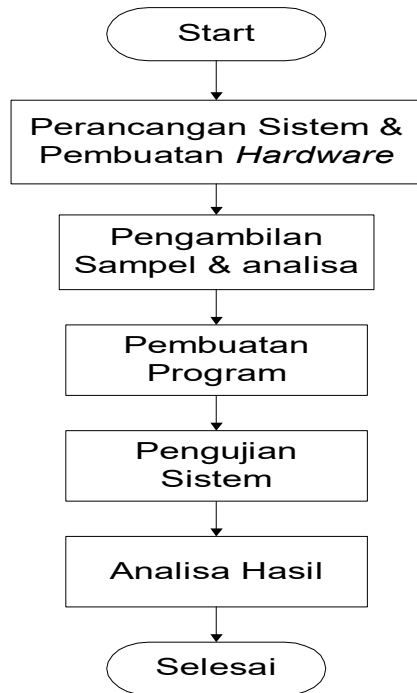 Start
Perancangan Sistem &
Pembuatan Hardware
Pengambilan
Sampel & analisa
Pembuatan
Program
Pengujian
Sistem
Analisa Hasil
Selesai